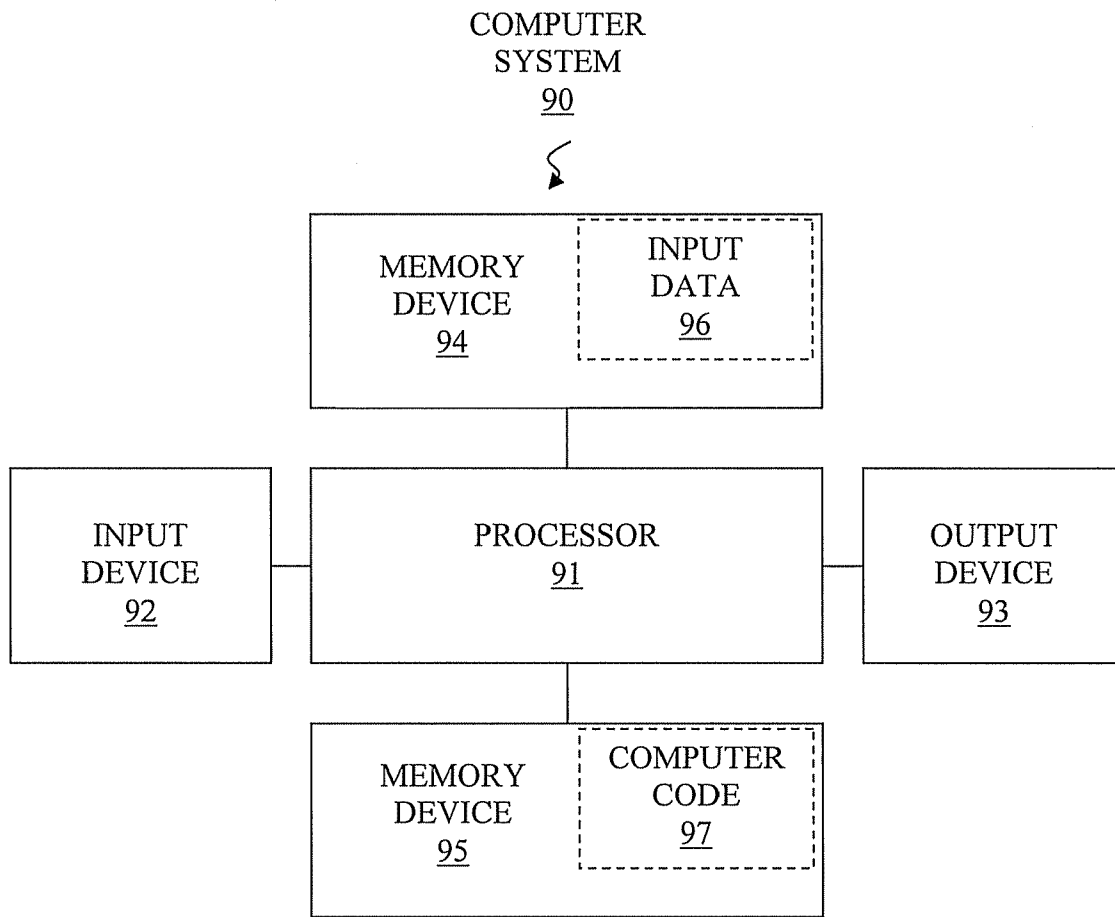 COMPUTER
SYSTEM
90
MEMORY
DEVICE
94
INPUT
DATA
96
INPUT
DEVICE
92
PROCESSOR
91
OUTPUT
DEVICE
93
MEMORY
DEVICE
95
COMPUTER
CODE
97